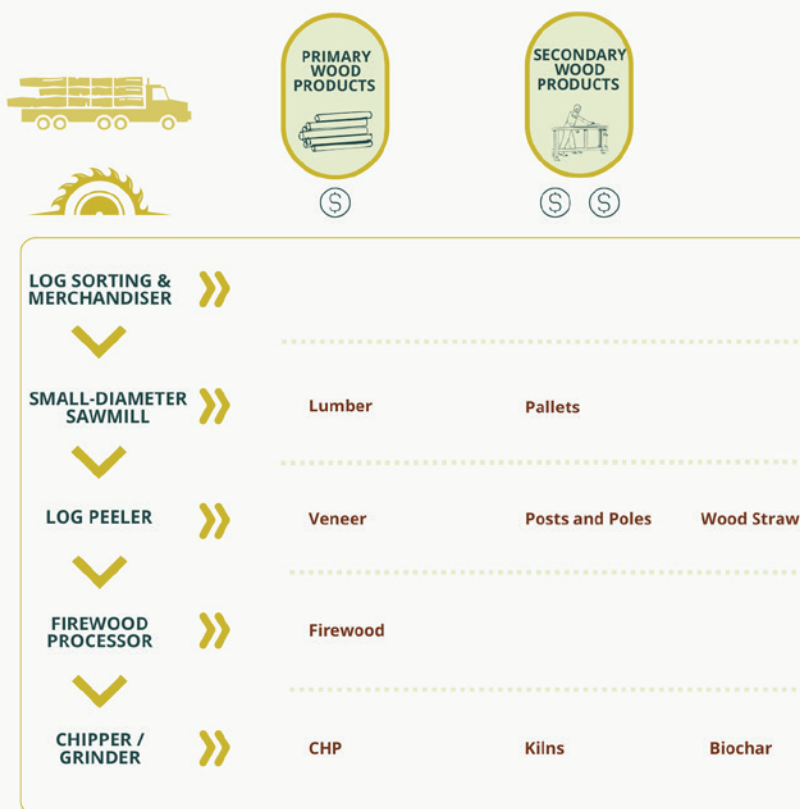 PRIMARY
WOOD
PRODUCTS
SECONDARY
WOOD
PRODUCTS
$
$ $
LOG SORTING &
MERCHANDISER
SMALL-DIAMETER
SAWMILL
Lumber
Pallets
LOG PEELER
Veneer
Posts and Poles
Wood Straw
FIREWOOD
PROCESSOR
Firewood
CHIPPER /
GRINDER
CHP
Kilns
Biochar